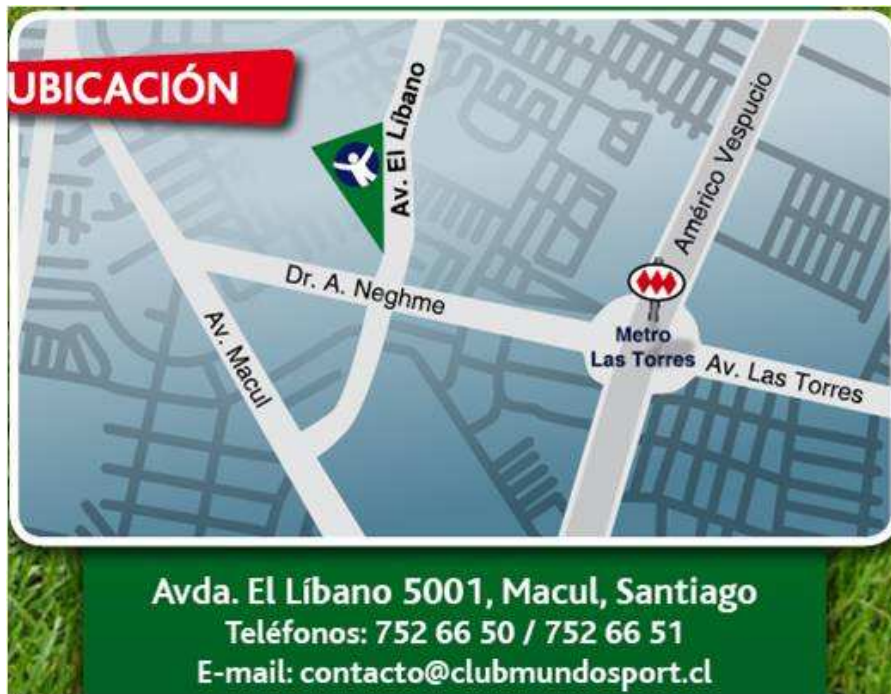 UBICACIÓN
Av. El Líbano
Américo Vespucio
Dr. A. Neghme
Av. Macul
Metro
Las Torres
Av. Las Torres
Avda. El Líbano 5001, Macul, Santiago
Teléfonos: 752 66 50 / 752 66 51
E-mail: contacto@clubmundosport.cl